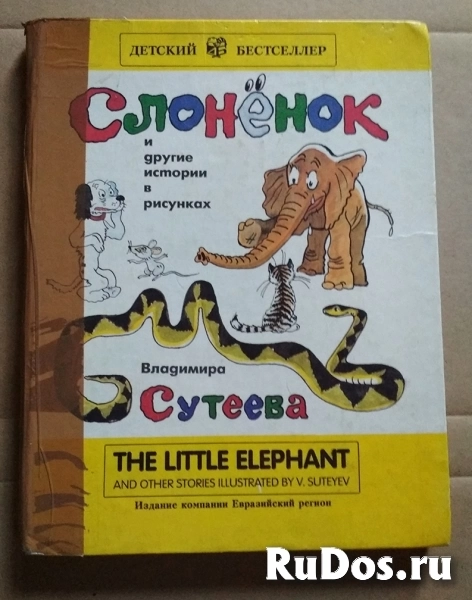 ДЕТСКИЙ БЕСТСЕЛЛЕР
СЛОНЁНОК
и
другие
истории
в
рисунках
Владимира
Сутеева
THE LITTLE ELEPHANT
AND OTHER STORIES ILLUSTRATED BY V. SUTEYEV
Издание компании Евразийский регион
RuDos.ru